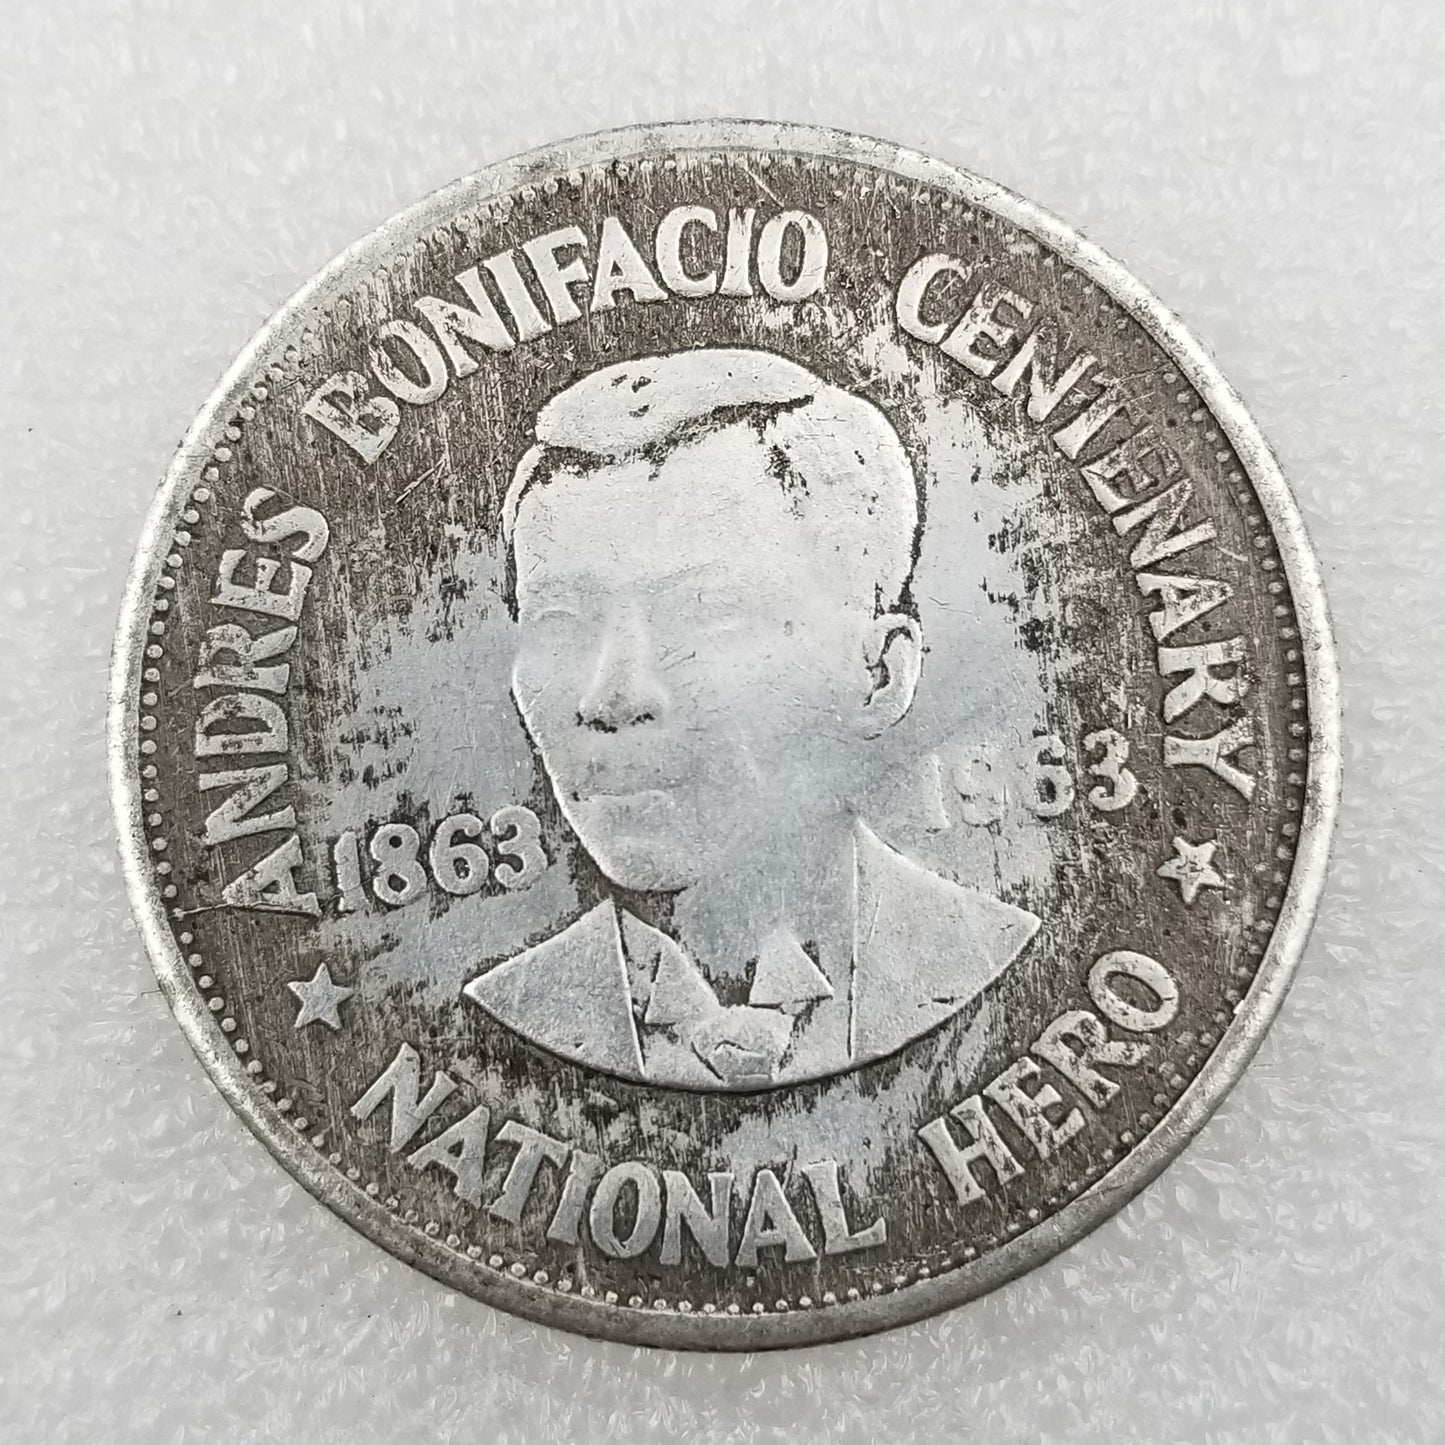 ANDRES BONIFACIO CENTENARY
1863 1963
NATIONAL HERO